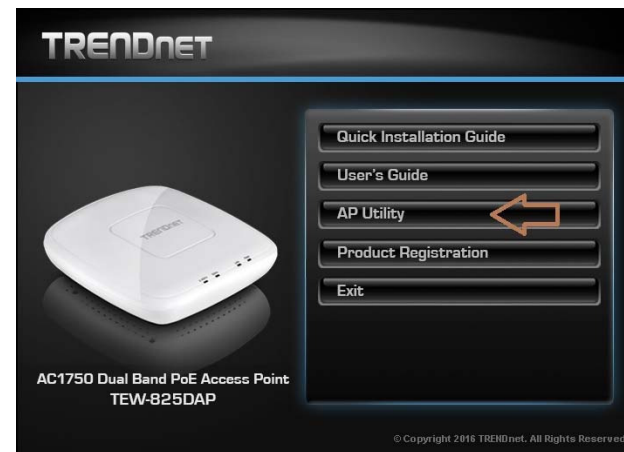 TRENDNET
Quick Installation Guide
User's Guide
AP Utility
Product Registration
Exit
TRENDNET
AC1750 Dual Band PoE Access Point
TEW-825DAP
© Copyright 2016 TRENDnet. All Rights Reserved